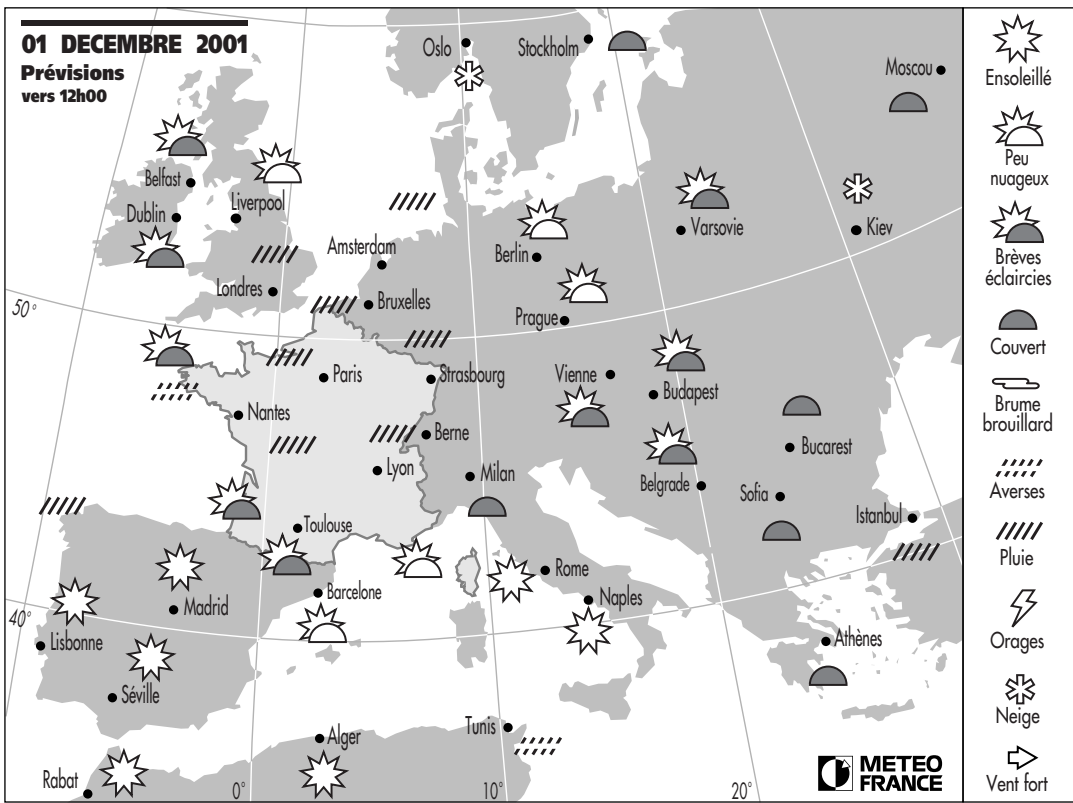 01 DECEMBRE 2001
Prévisions
vers 12h00
Oslo
Stockholm
Moscou
Belfast
Dublin
Liverpool
Londres
Amsterdam
Bruxelles
Berlin
Varsovie
Kiev
Prague
50°
Paris
Strasbourg
Vienne
Budapest
Nantes
Berne
Bucarest
Lyon
Milan
Belgrade
Sofia
Istanbul
Toulouse
Rome
Barcelone
Madrid
Naples
40°
Lisbonne
Athènes
Séville
Alger
Tunis
Rabat
0°
10°
20°
METEO
FRANCE
Ensoleillé
Peu
nuageux
Brèves
éclaircies
Couvert
Brume
brouillard
Averses
Pluie
Orages
Neige
Vent fort